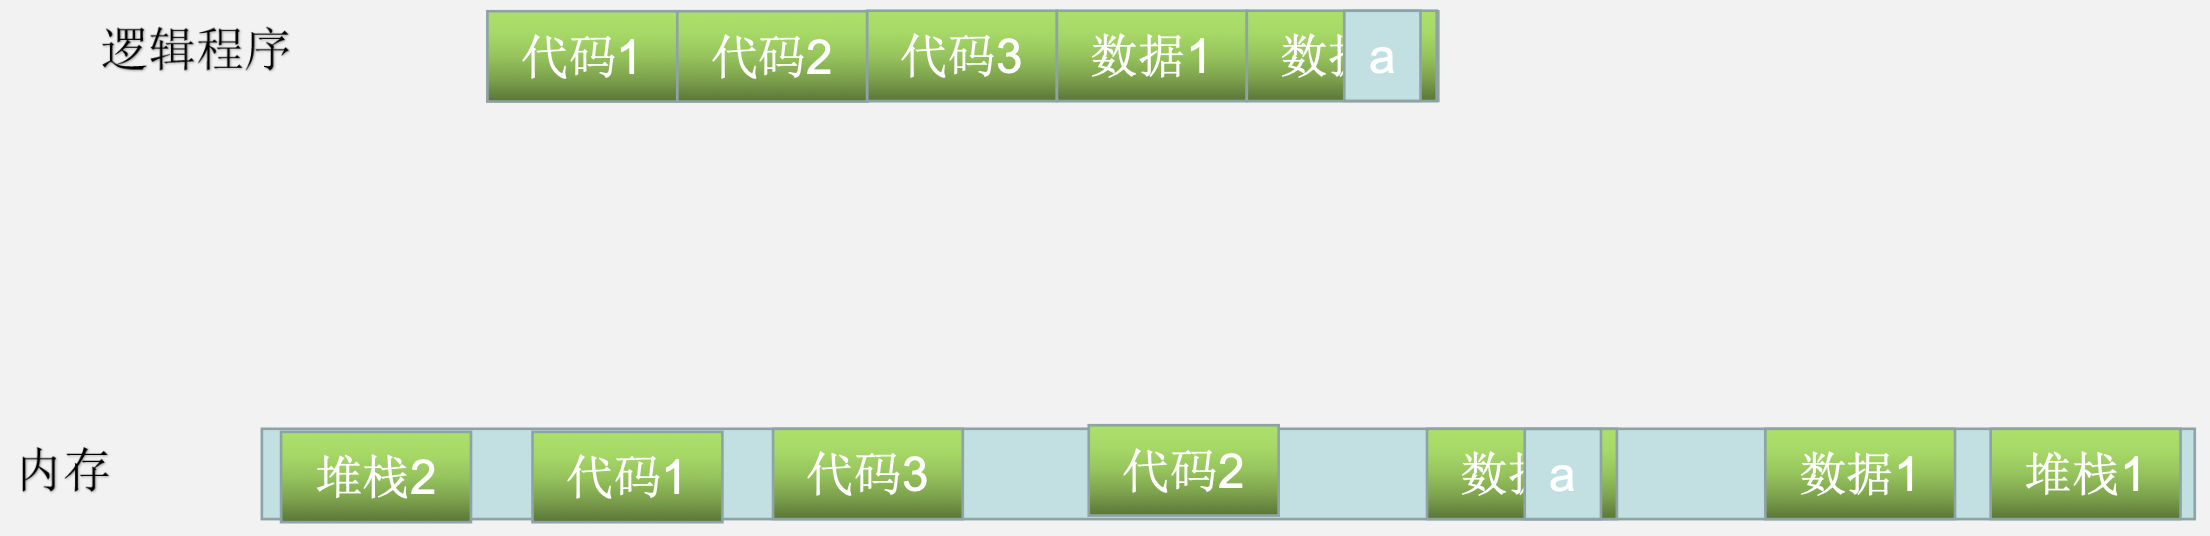 逻辑程序 代码1 代码2 代码3 数据1 数 a
内存 堆栈2 代码1 代码3 代码2 数 a 数据1 堆栈1